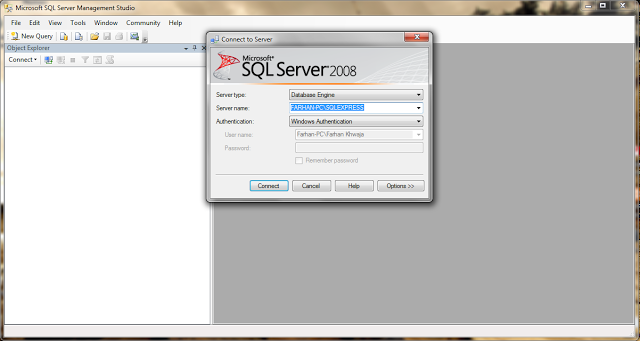 Microsoft SQL Server Management Studio
File Edit View Tools Window Community Help
New Query
Object Explorer
Connect
Connect to Server
Microsoft®
SQL Server 2008
Server type: Database Engine
Server name: FARHAN-PC\SQLEXPRESS
Authentication: Windows Authentication
User name: Farhan-PC\Farhan Khwaja
Password:
Remember password
Connect Cancel Help Options >>